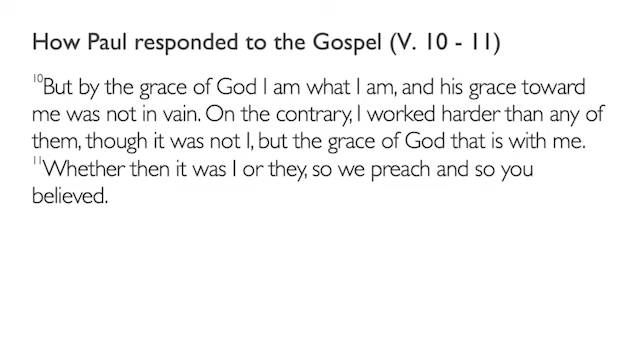 How Paul responded to the Gospel (V. 10 - 11)
10But by the grace of God I am what I am, and his grace toward
me was not in vain. On the contrary, I worked harder than any of
them, though it was not I, but the grace of God that is with me.
11Whether then it was I or they, so we preach and so you
believed.